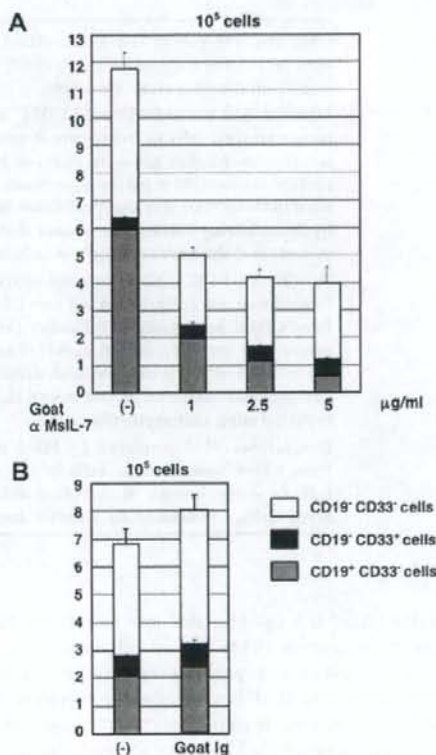 A
10⁵ cells
13
12
11
10
9
8
7
6
5
4
3
2
1
0
Goat
α MsIL-7
(-)
1
2.5
5
μg/ml
B
10⁵ cells
9
8
7
6
5
4
3
2
1
0
(-)
Goat Ig
CD19⁻ CD33⁻ cells
CD19⁻ CD33⁺ cells
CD19⁺ CD33⁻ cells